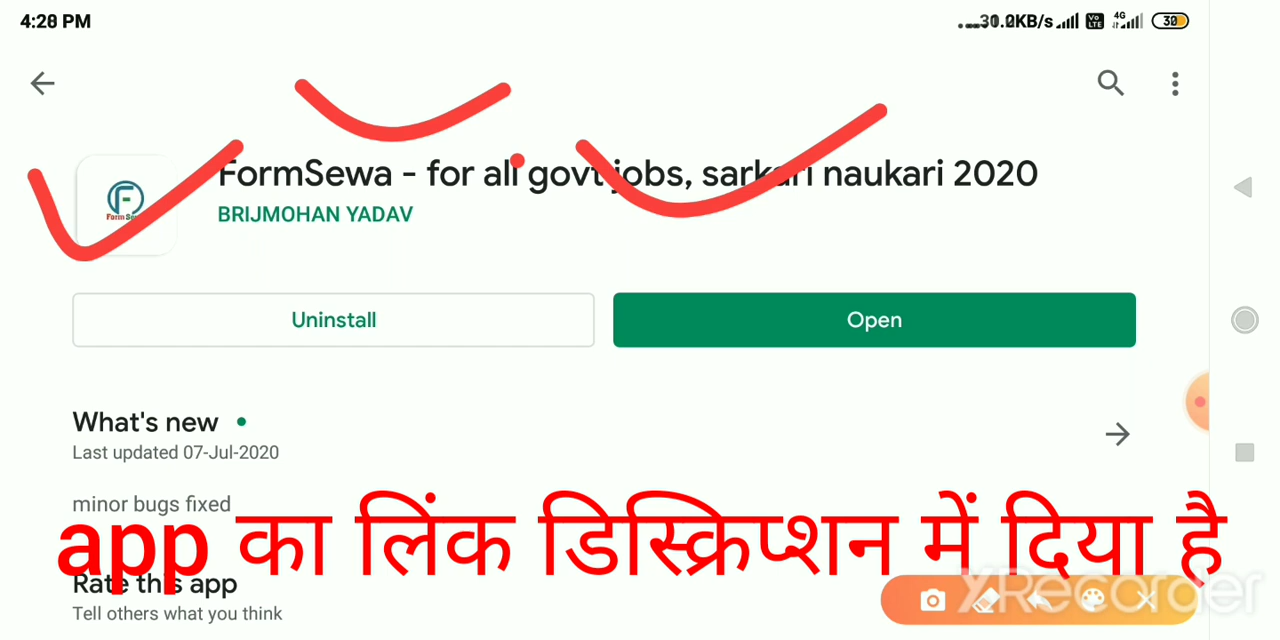 4:28 PM
30
FormSewa - for all govt jobs, sarkari naukari 2020
BRIJMOHAN YADAV
Uninstall
Open
What's new
Last updated 07-Jul-2020
minor bugs fixed
app का लिंक डिस्क्रिप्शन में दिया है
Rate this app
Tell others what you think
XRecorder